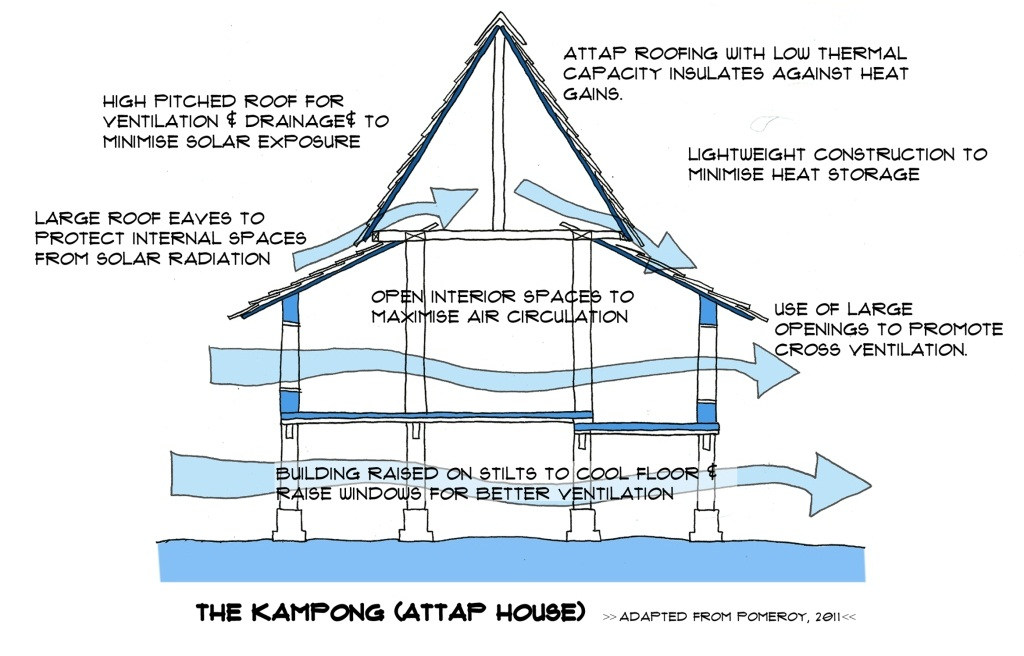 ATTAP ROOFING WITH LOW THERMAL
CAPACITY INSULATES AGAINST HEAT
GAINS.
HIGH PITCHED ROOF FOR
VENTILATION & DRAINAGE& TO
MINIMISE SOLAR EXPOSURE
LIGHTWEIGHT CONSTRUCTION TO
MINIMISE HEAT STORAGE
LARGE ROOF EAVES TO
PROTECT INTERNAL SPACES
FROM SOLAR RADIATION
OPEN INTERIOR SPACES TO
MAXIMISE AIR CIRCULATION
USE OF LARGE
OPENINGS TO PROMOTE
CROSS VENTILATION.
BUILDING RAISED ON STILTS TO COOL FLOOR &
RAISE WINDOWS FOR BETTER VENTILATION
THE KAMPONG (ATTAP HOUSE) >>ADAPTED FROM POMEROY, 2011<<